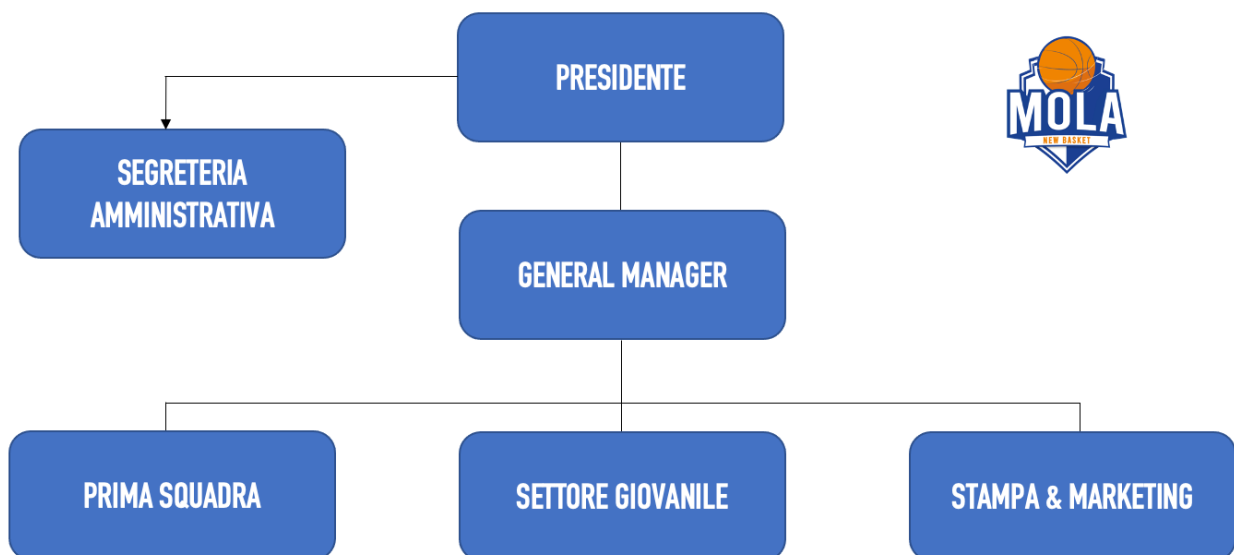 PRESIDENTE
MOLA
NEW BASKET
SEGRETERIA
AMMINISTRATIVA
GENERAL MANAGER
PRIMA SQUADRA
SETTORE GIOVANILE
STAMPA & MARKETING